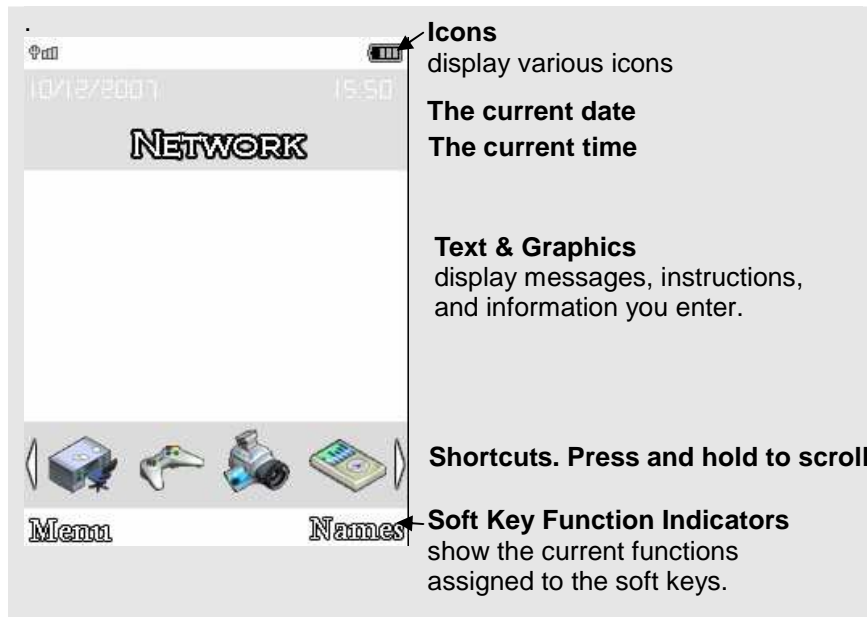 .
Icons
display various icons
10/12/2007 15:50
The current date
NETWORK
The current time
Text & Graphics
display messages, instructions,
and information you enter.
Shortcuts. Press and hold to scroll
Menu Names
Soft Key Function Indicators
show the current functions
assigned to the soft keys.